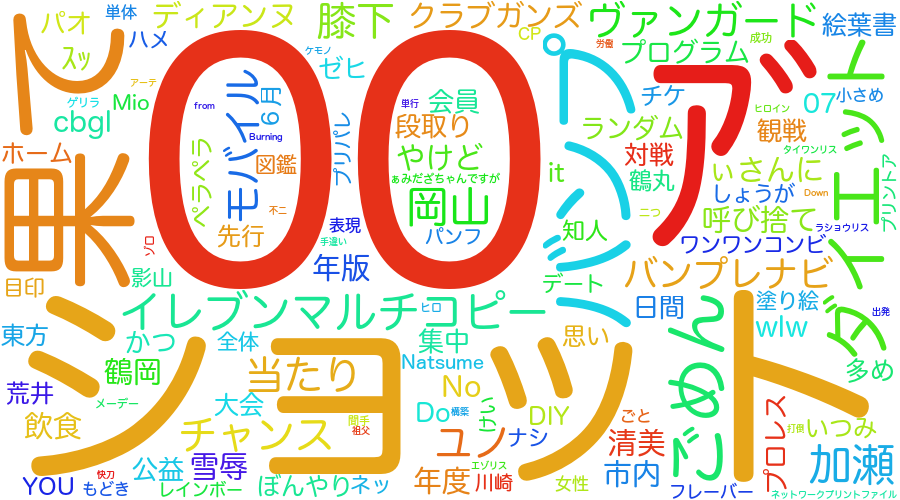 パオ
単体
ディアンヌ
膝下
クラブガンズ
ヴァンガード
絵葉書
ハメ
CP
成功
ｽｯ
ケモノ
ゼヒ
労働
プログラム
アーテ
て
00
モバイル
6月
単行
会員
チケ
アブ
07
小さめ
ゲリラ
Mio
from
cbgl
Burning
段取り
ランダム
観戦
ヒロイン
ダイエット
ホーム
ペラペラ
図鑑
プリパレ
やけど
バンプ
対戦
タイワンリス
果
ぁみだざちゃんですが
it
鶴丸
ぃさんに
プリントア
しょうが
Down
岡山
不二
表現
二つ
呼び捨て
ラショウリス
先行
パンフ
知人
ワンワンコンビ
ゾロ
手違い
影山
年版
デート
バンプレナビ
目印
イレブンマルチコピー
ヒロ
日間
塗り絵
出発
東方
かつ
全体
集中
思い
wlw
ショット
鶴岡
当たり
Natsume
ごめん
多め
荒井
メーデー
大会
No
プロレス
飲食
チャンス
間手
祖父
Do
構築
けい
DIY
ごと
打倒
いつみ
ユノ
ナシ
清美
加瀬
公益
雪辱
エゾリス
快刀
YOU
もどき
レインボー
ぼんやり
ネッ
年度
川崎
女性
市内
フレーバー
ネットワークプリントファイル